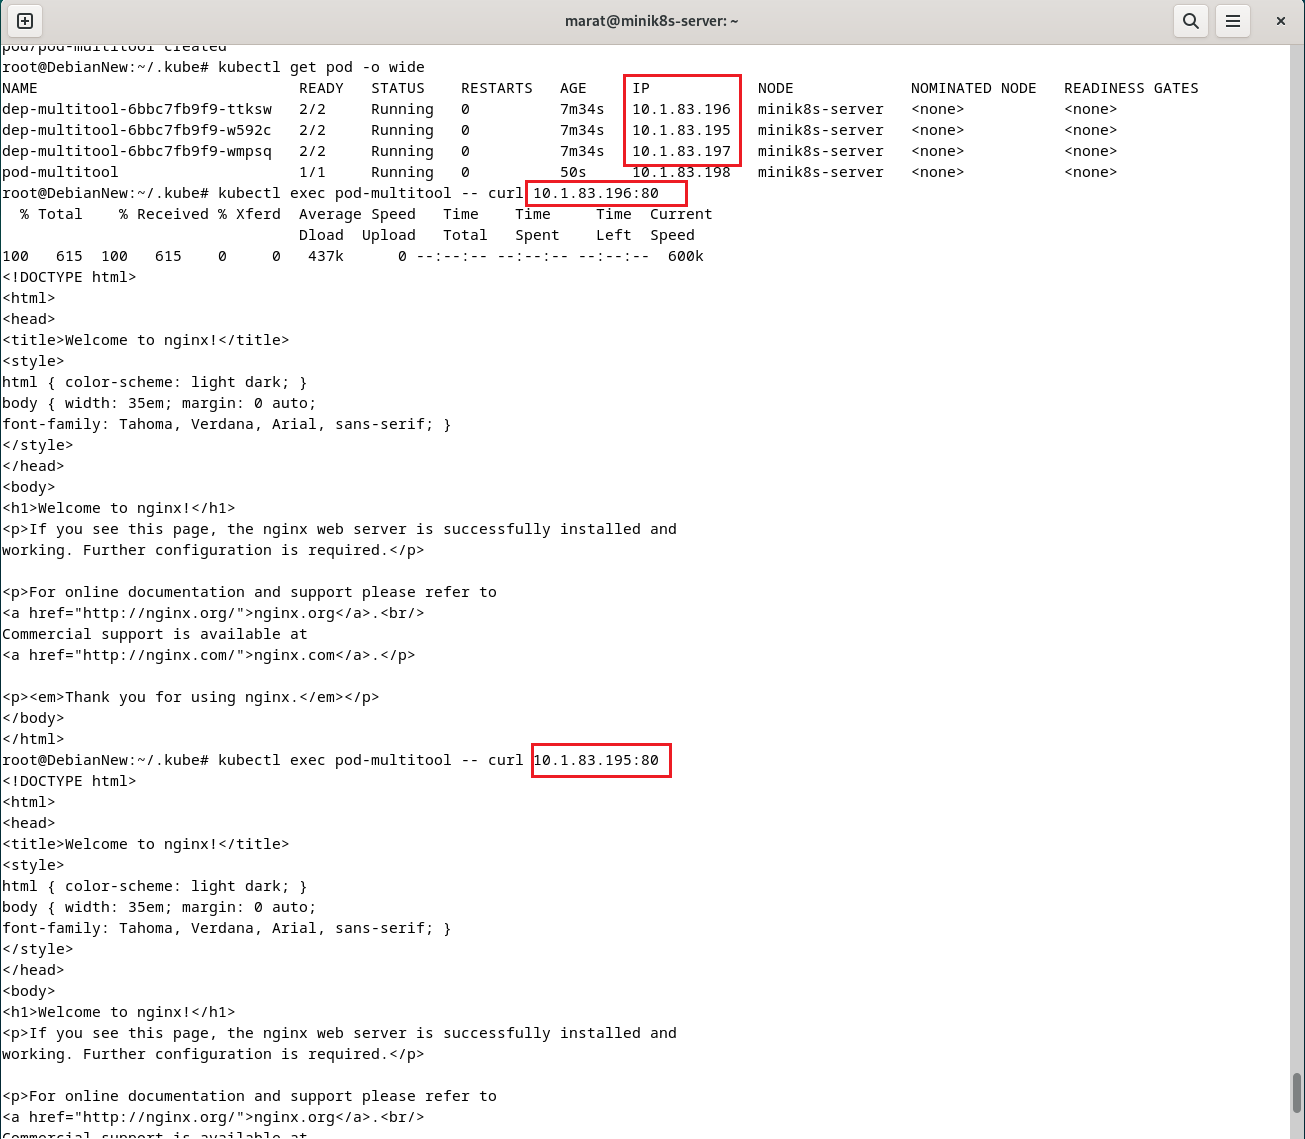 marat@minik8s-server: ~
pod/pod-multitool created
root@DebianNew:~/.kube# kubectl get pod -o wide
NAME                             READY   STATUS    RESTARTS   AGE     IP            NODE             NOMINATED NODE   READINESS GATES
dep-multitool-6bbc7fb9f9-ttksw   2/2     Running   0          7m34s   10.1.83.196   minik8s-server   <none>           <none>
dep-multitool-6bbc7fb9f9-w592c   2/2     Running   0          7m34s   10.1.83.195   minik8s-server   <none>           <none>
dep-multitool-6bbc7fb9f9-wmpsq   2/2     Running   0          7m34s   10.1.83.197   minik8s-server   <none>           <none>
pod-multitool                    1/1     Running   0          50s     10.1.83.198   minik8s-server   <none>           <none>
root@DebianNew:~/.kube# kubectl exec pod-multitool -- curl 10.1.83.196:80
  % Total    % Received % Xferd  Average Speed   Time    Time     Time  Current
                                 Dload  Upload   Total   Spent    Left  Speed
100   615  100   615    0     0   437k      0 --:--:-- --:--:-- --:--:--  600k
<!DOCTYPE html>
<html>
<head>
<title>Welcome to nginx!</title>
<style>
html { color-scheme: light dark; }
body { width: 35em; margin: 0 auto;
font-family: Tahoma, Verdana, Arial, sans-serif; }
</style>
</head>
<body>
<h1>Welcome to nginx!</h1>
<p>If you see this page, the nginx web server is successfully installed and
working. Further configuration is required.</p>

<p>For online documentation and support please refer to
<a href="http://nginx.org/">nginx.org</a>.<br/>
Commercial support is available at
<a href="http://nginx.com/">nginx.com</a>.</p>

<p><em>Thank you for using nginx.</em></p>
</body>
</html>
root@DebianNew:~/.kube# kubectl exec pod-multitool -- curl 10.1.83.195:80
<!DOCTYPE html>
<html>
<head>
<title>Welcome to nginx!</title>
<style>
html { color-scheme: light dark; }
body { width: 35em; margin: 0 auto;
font-family: Tahoma, Verdana, Arial, sans-serif; }
</style>
</head>
<body>
<h1>Welcome to nginx!</h1>
<p>If you see this page, the nginx web server is successfully installed and
working. Further configuration is required.</p>

<p>For online documentation and support please refer to
<a href="http://nginx.org/">nginx.org</a>.<br/>
Commercial support is available at